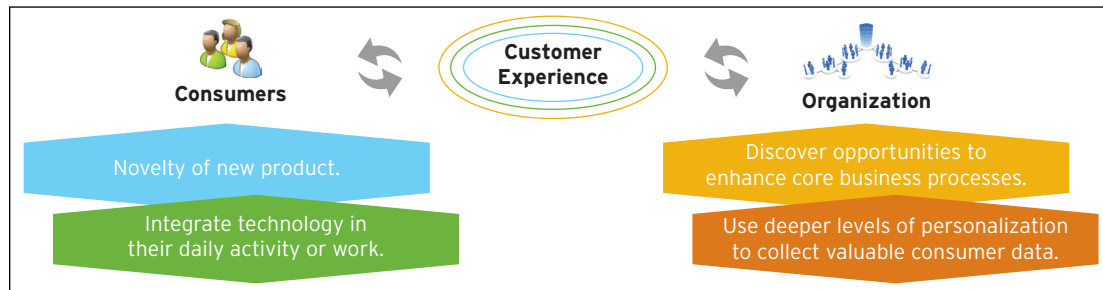 Customer
Experience
Consumers
Organization
Novelty of new product.
Integrate technology in
their daily activity or work.
Discover opportunities to
enhance core business processes.
Use deeper levels of personalization
to collect valuable consumer data.